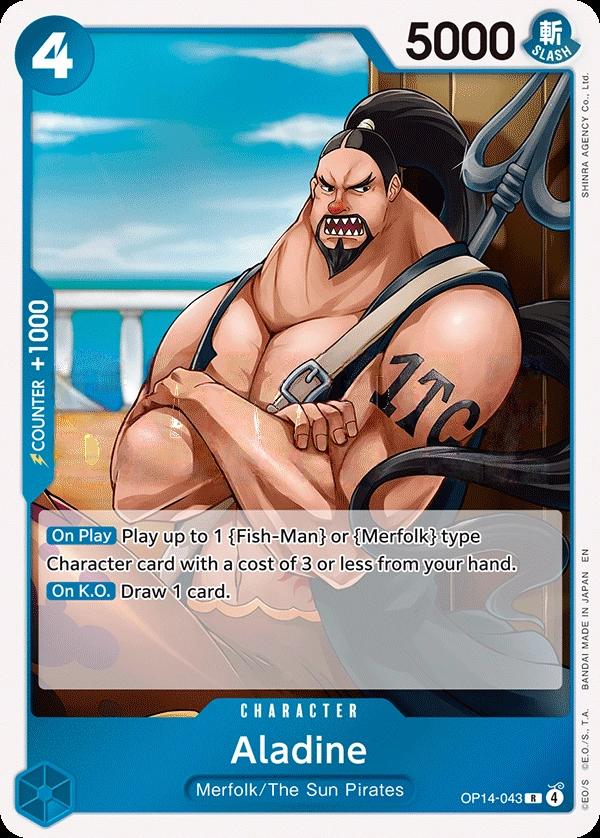 4
5000
斬
SLASH
SHINRA AGENCY Co., Ltd.
COUNTER +1000
1TC
On Play Play up to 1 {Fish-Man} or {Merfolk} type
Character card with a cost of 3 or less from your hand.
On K.O. Draw 1 card.
BANDAI MADE IN JAPAN EN
©E.O./S., T.A.
©EO/S
CHARACTER
Aladine
Merfolk/The Sun Pirates
OP14-043 R 4